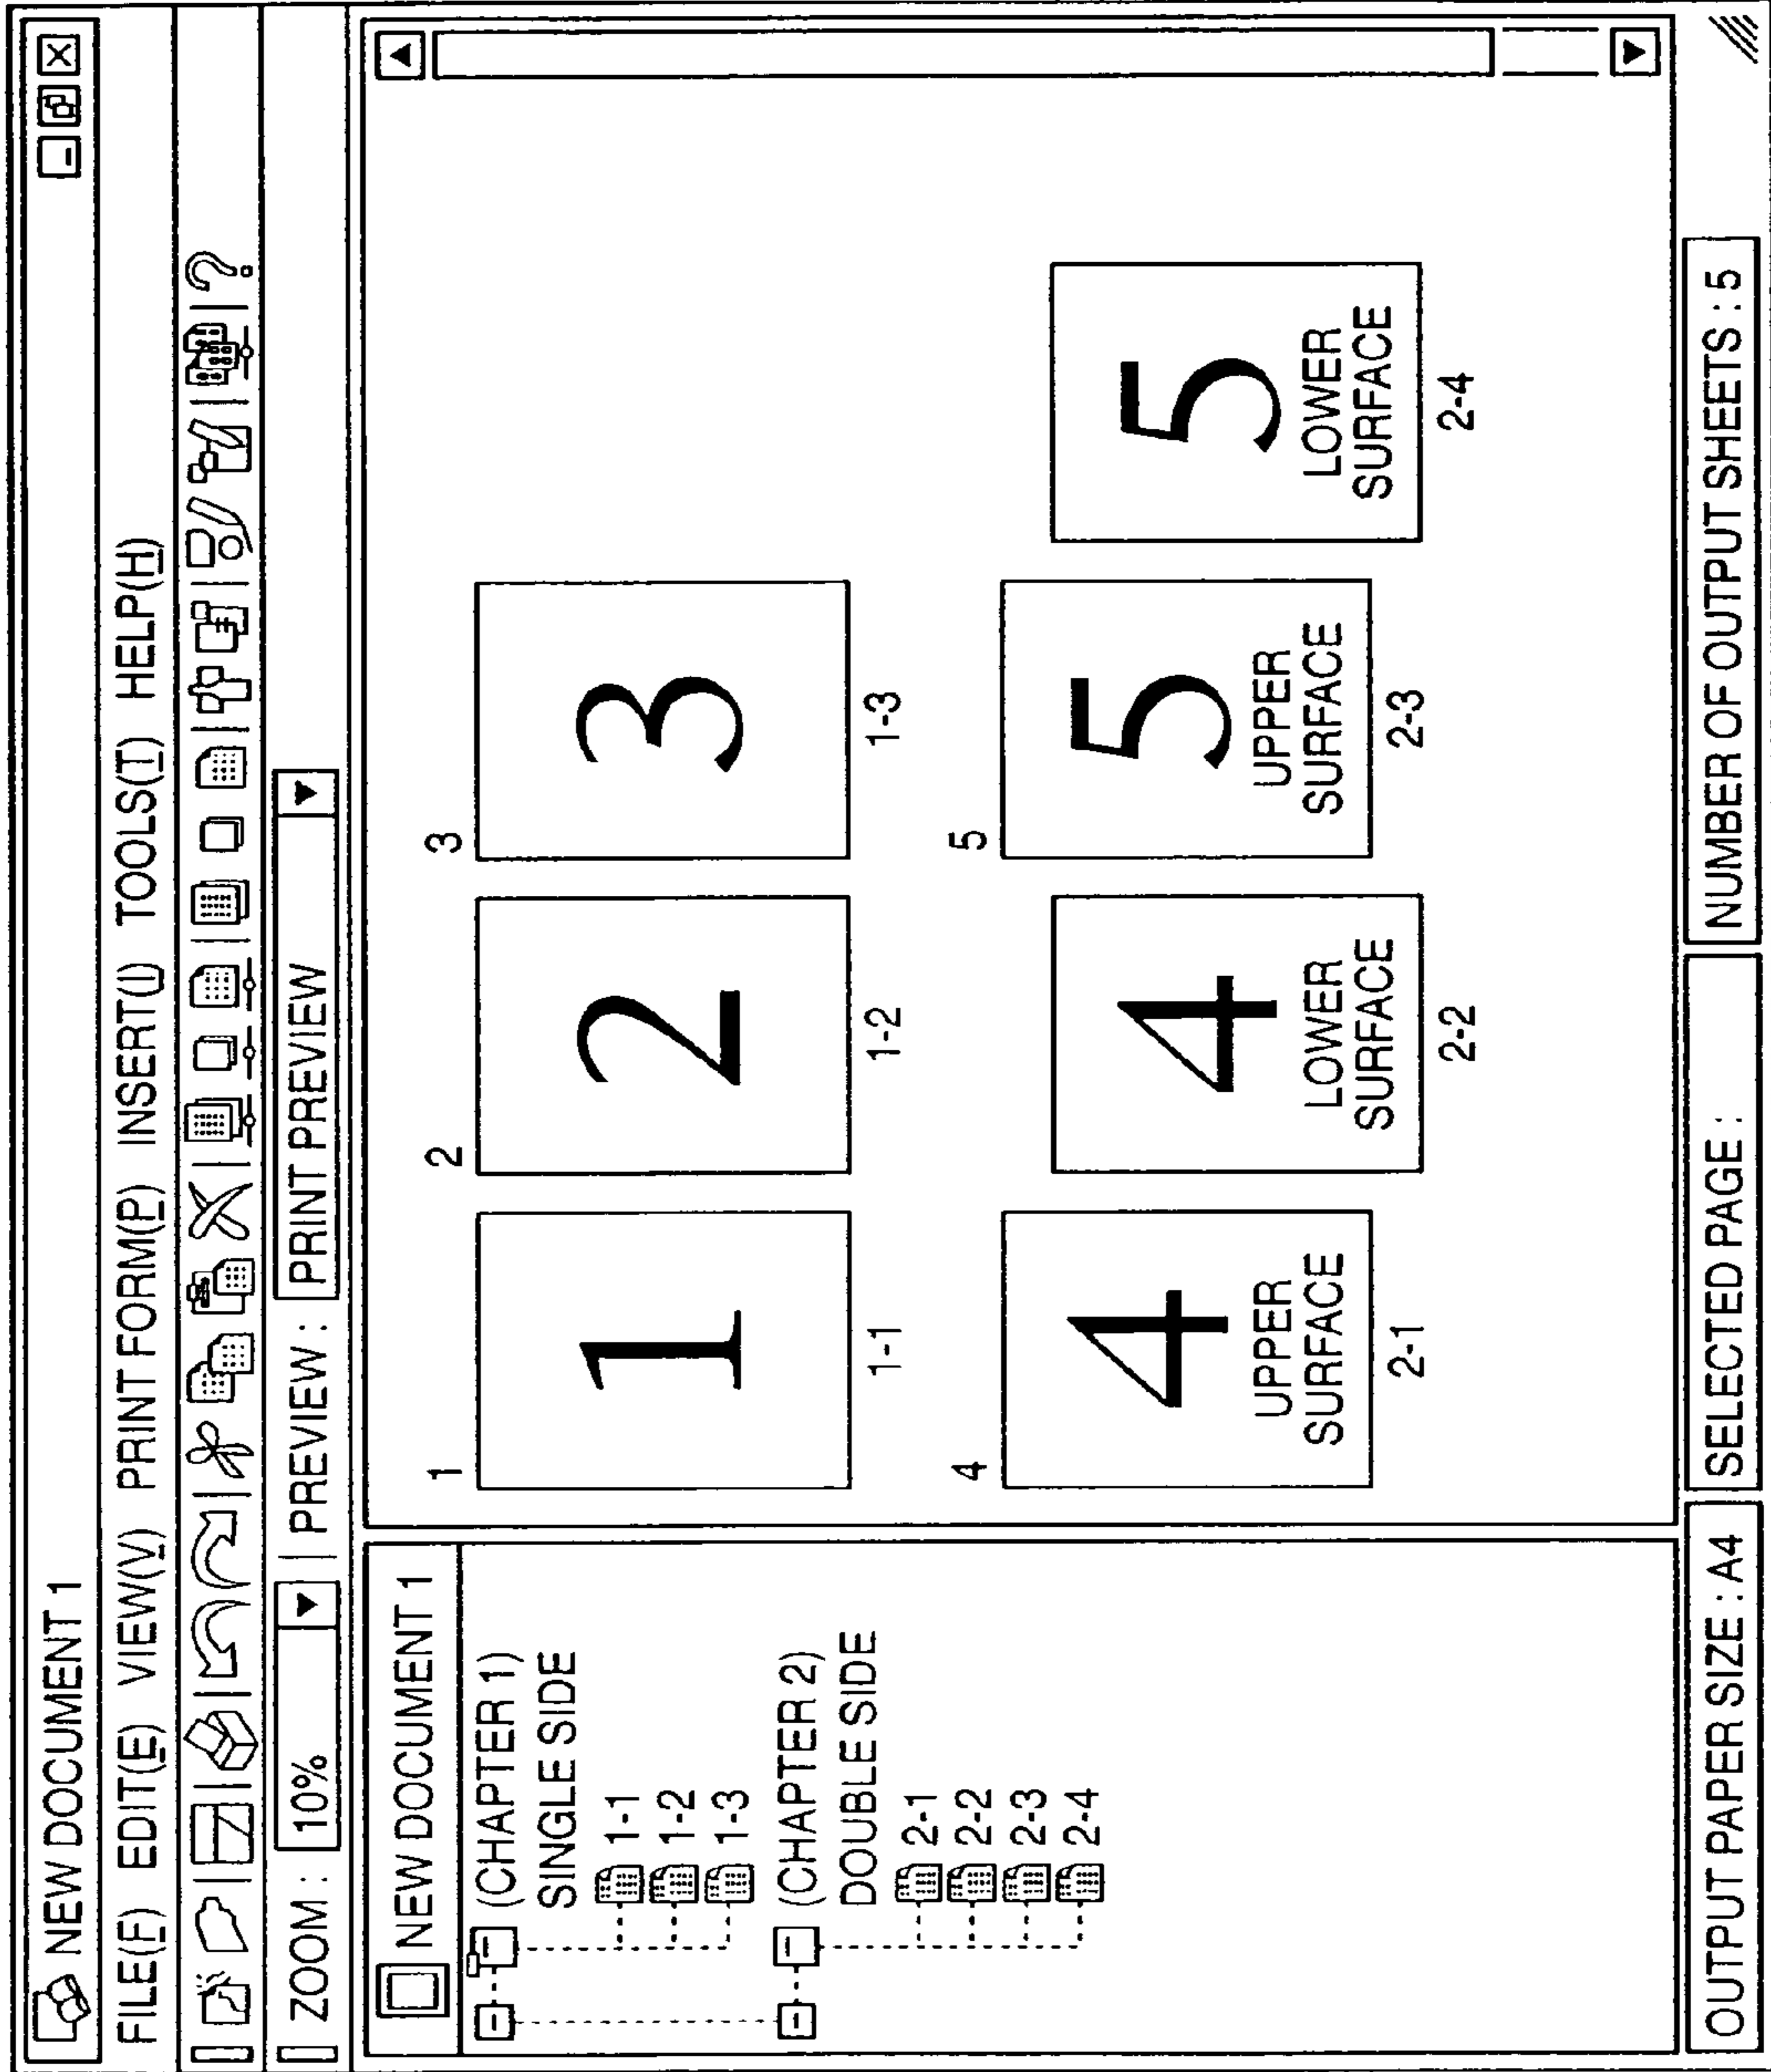 NEW DOCUMENT 1
FILE(F) EDIT(E) VIEW(V) PRINT FORM(P) INSERT(I) TOOLS(T) HELP(H)
ZOOM : 10% PREVIEW : PRINT PREVIEW
NEW DOCUMENT 1
(CHAPTER 1)
SINGLE SIDE
1-1
1-2
1-3
(CHAPTER 2)
DOUBLE SIDE
2-1
2-2
2-3
2-4
1 2 3
1 2 3
1-1 1-2 1-3
4 5
4 4 5 5
UPPER
SURFACE
LOWER
SURFACE
UPPER
SURFACE
LOWER
SURFACE
2-1 2-2 2-3 2-4
OUTPUT PAPER SIZE : A4
SELECTED PAGE :
NUMBER OF OUTPUT SHEETS : 5